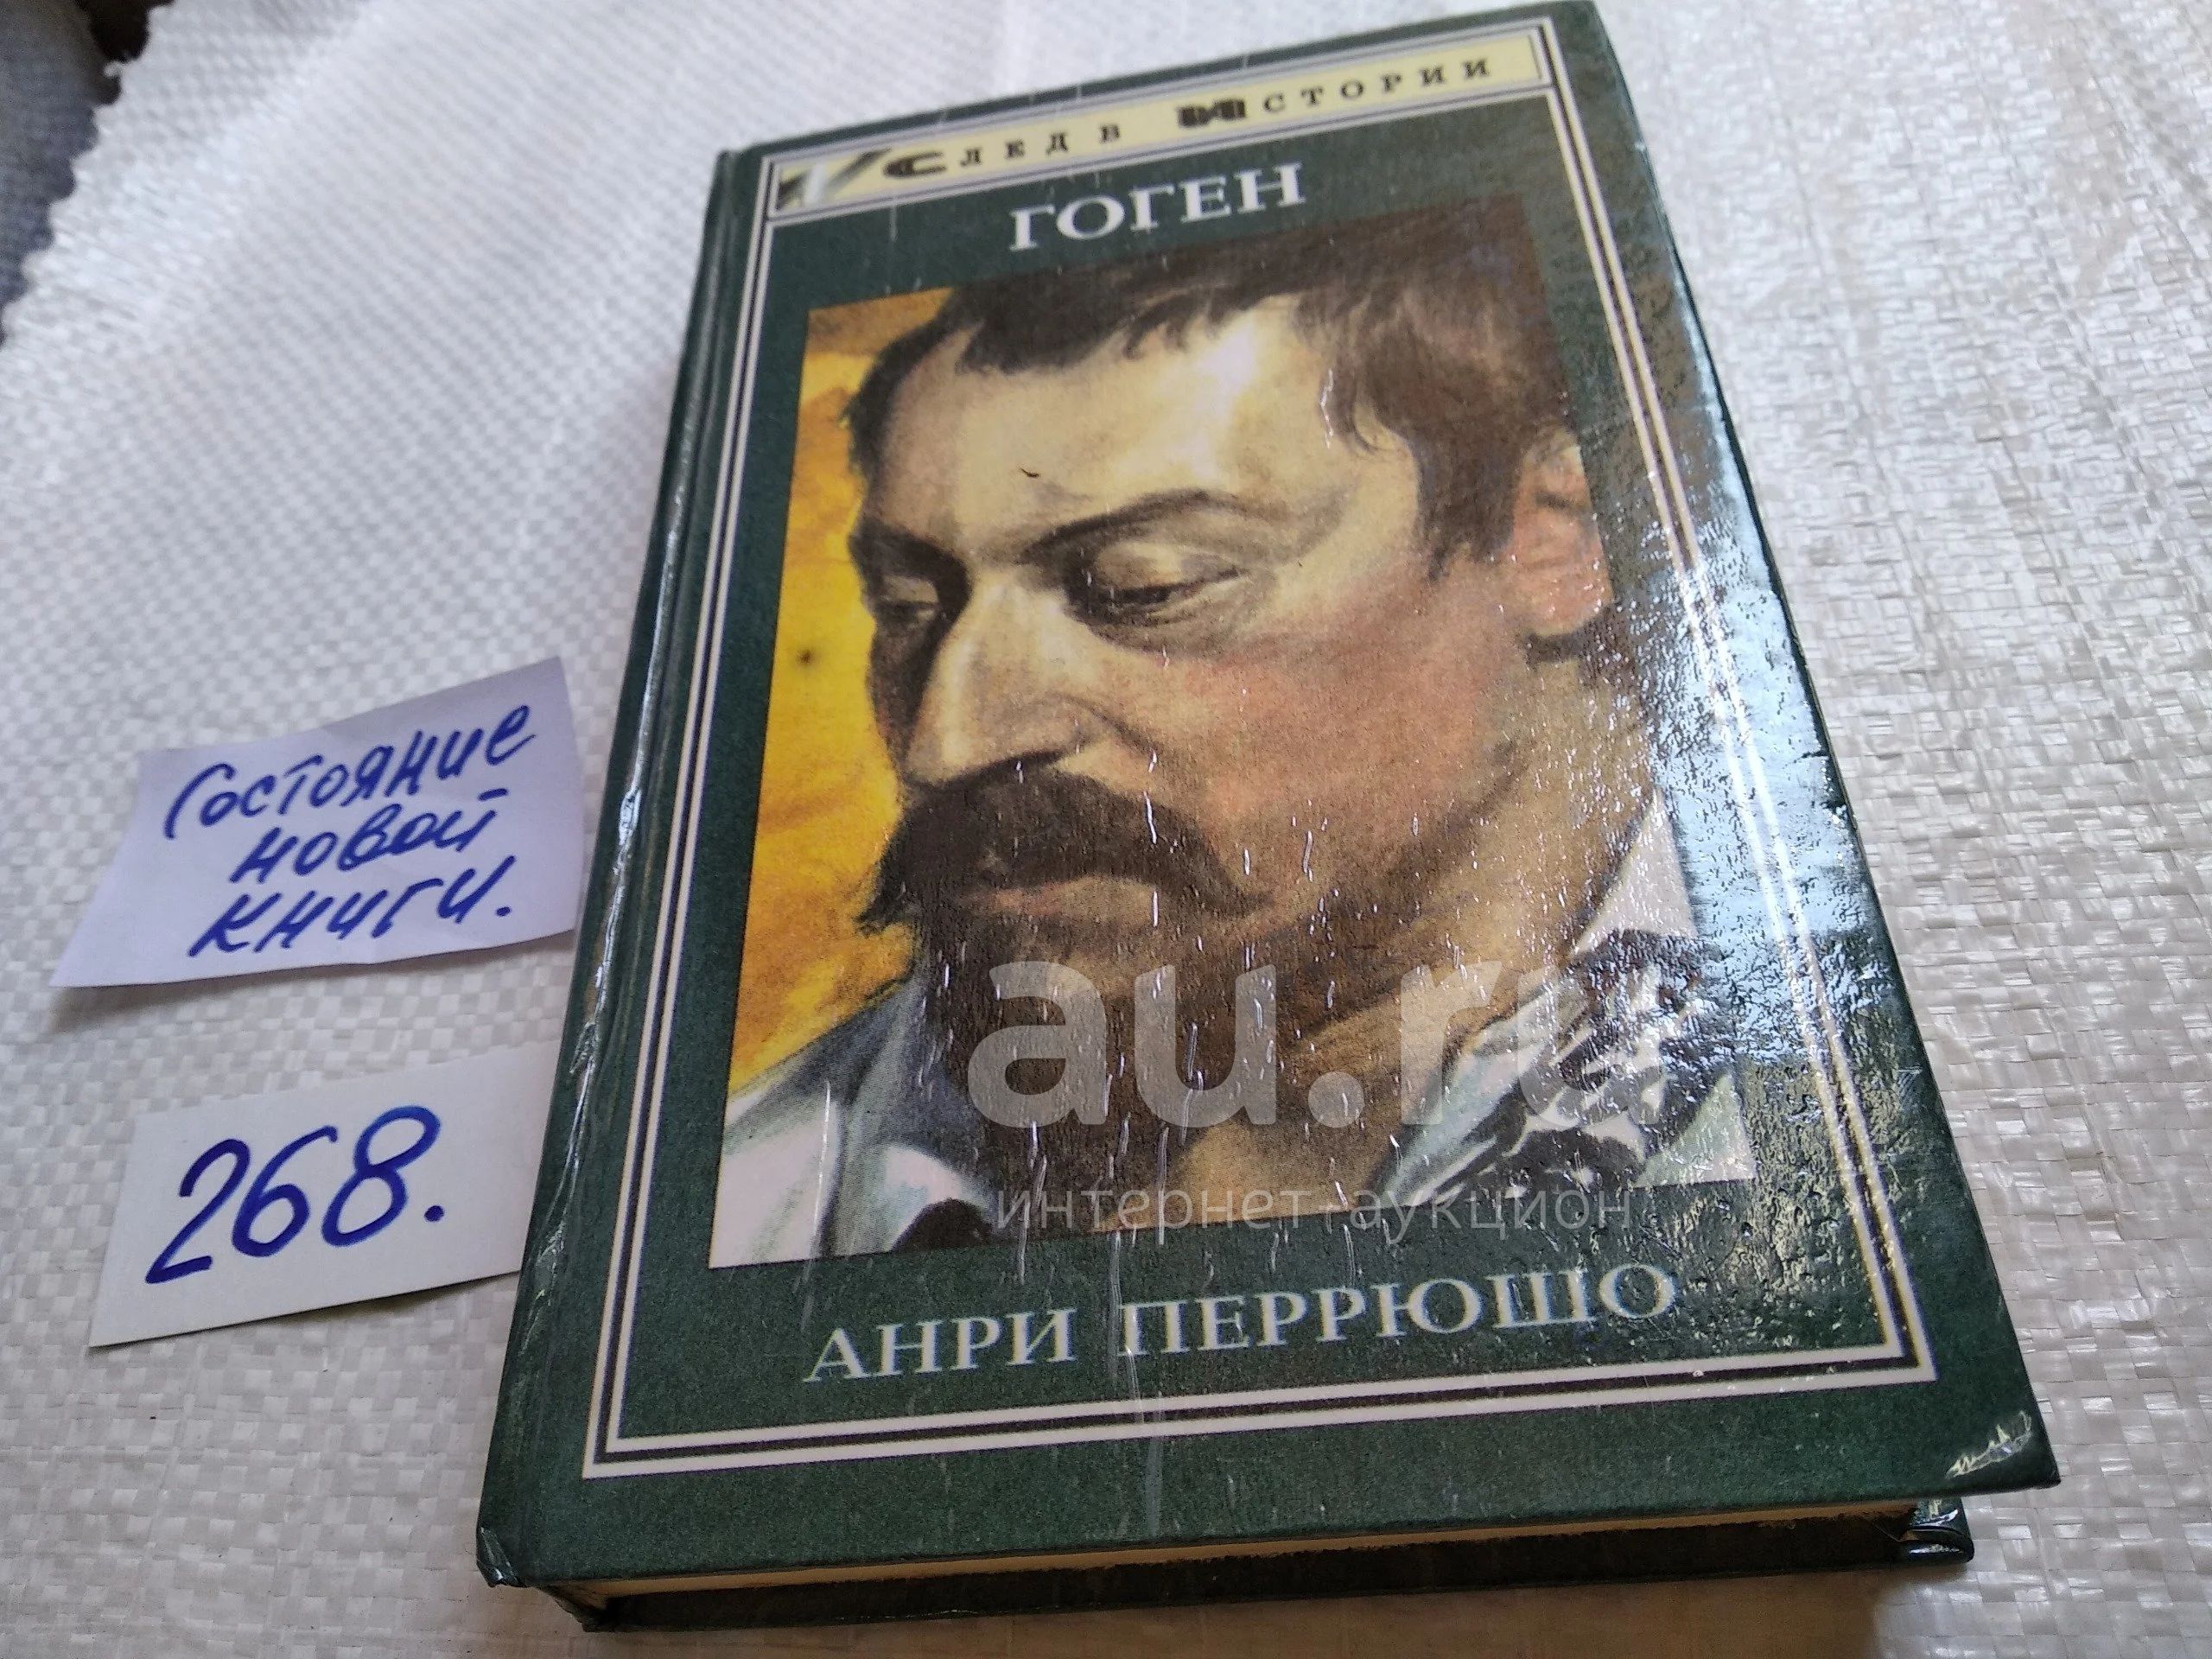 След в Истории
ГОГЕН
Состояние
новой
книги.
268.
au.ru
интернет-аукцион
АНРИ ПЕРРЮШО